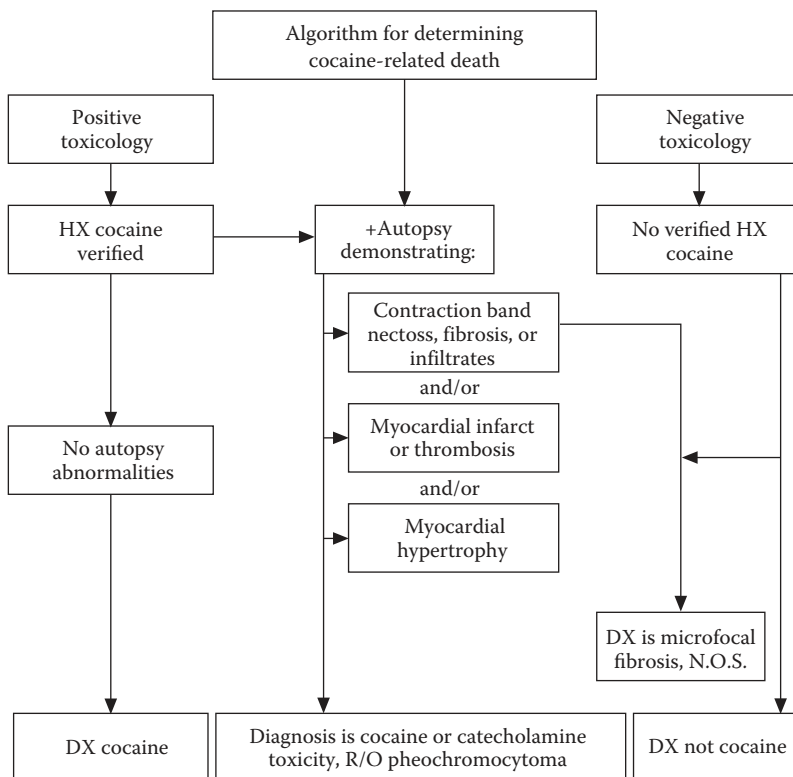 Algorithm for determining
cocaine-related death
Positive
toxicology
Negative
toxicology
HX cocaine
verified
+Autopsy
demonstrating:
No verified HX
cocaine
Contraction band
nectoss, fibrosis, or
infiltrates
and/or
No autopsy
abnormalities
Myocardial infarct
or thrombosis
and/or
Myocardial
hypertrophy
DX is microfocal
fibrosis, N.O.S.
DX cocaine
Diagnosis is cocaine or catecholamine
toxicity, R/O pheochromocytoma
DX not cocaine